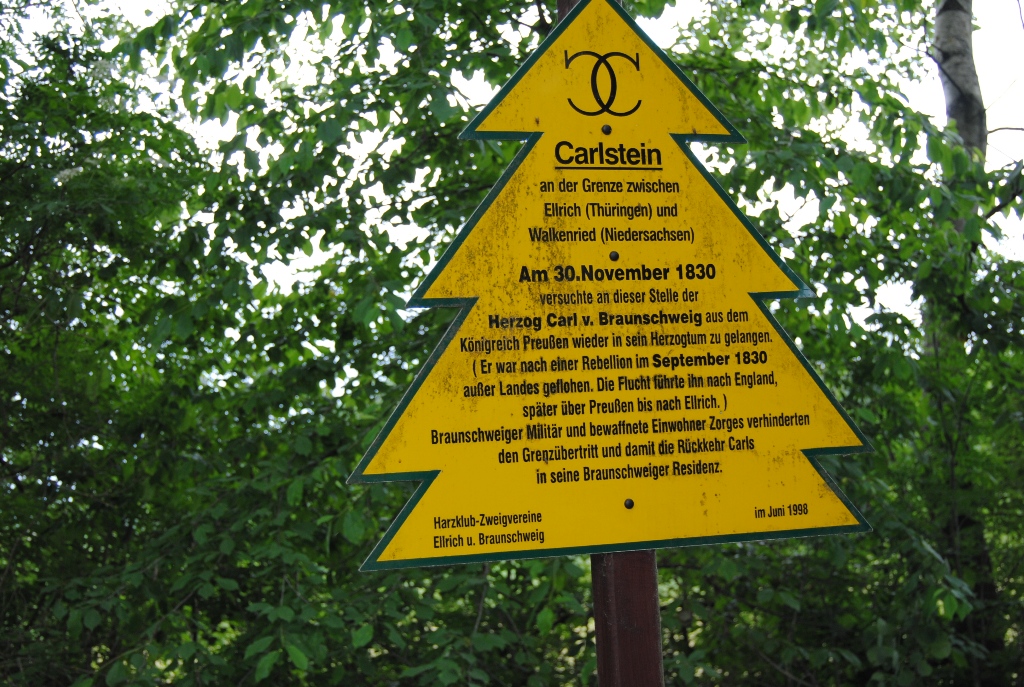 Carlstein
an der Grenze zwischen
Ellrich (Thüringen) und
Walkenried (Niedersachsen)
Am 30.November 1830
versuchte an dieser Stelle der
Herzog Carl v. Braunschweig aus dem
Königreich Preußen wieder in sein Herzogtum zu gelangen.
( Er war nach einer Rebellion im September 1830
außer Landes geflohen. Die Flucht führte ihn nach England,
später über Preußen bis nach Ellrich. )
Braunschweiger Militär und bewaffnete Einwohner Zorges verhinderten
den Grenzübertritt und damit die Rückkehr Carls
in seine Braunschweiger Residenz.
Harzklub-Zweigvereine
Ellrich u. Braunschweig
im Juni 1998